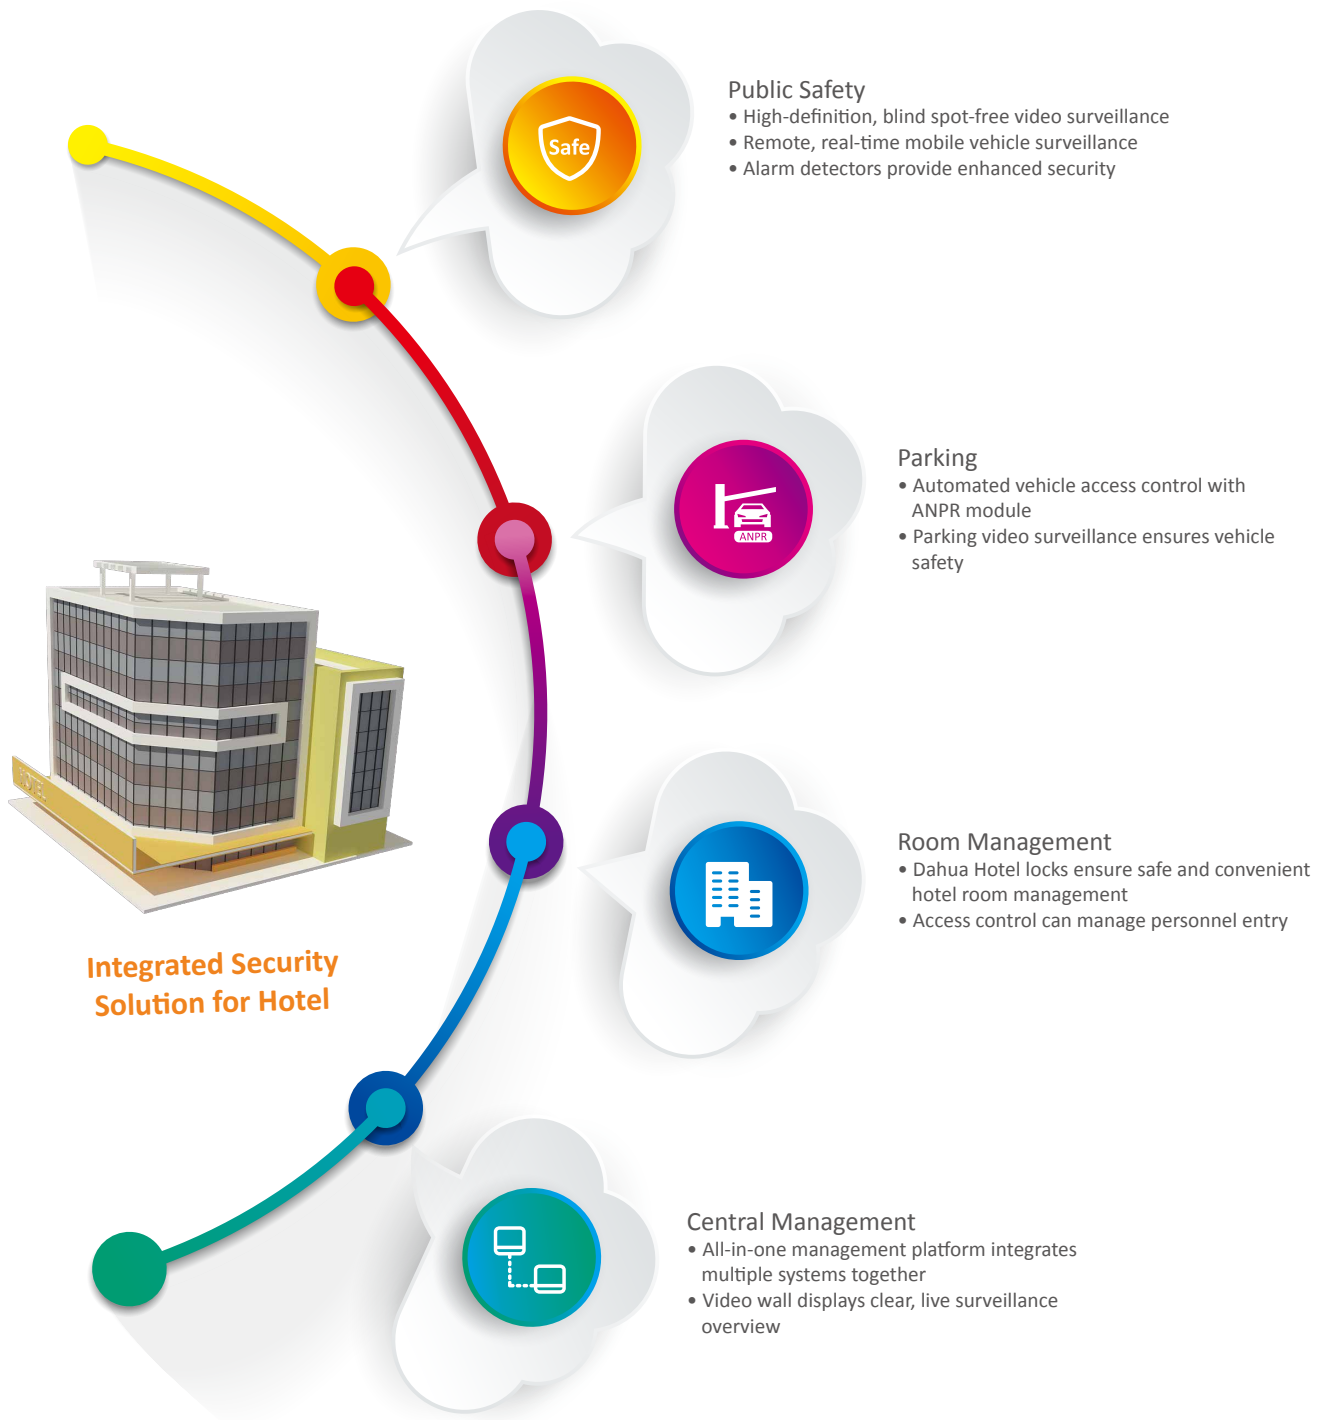 Public Safety
• High-definition, blind spot-free video surveillance
• Remote, real-time mobile vehicle surveillance
• Alarm detectors provide enhanced security
Safe
Parking
• Automated vehicle access control with
ANPR module
• Parking video surveillance ensures vehicle
safety
ANPR
HOTEL
Integrated Security
Solution for Hotel
Room Management
• Dahua Hotel locks ensure safe and convenient
hotel room management
• Access control can manage personnel entry
Central Management
• All-in-one management platform integrates
multiple systems together
• Video wall displays clear, live surveillance
overview